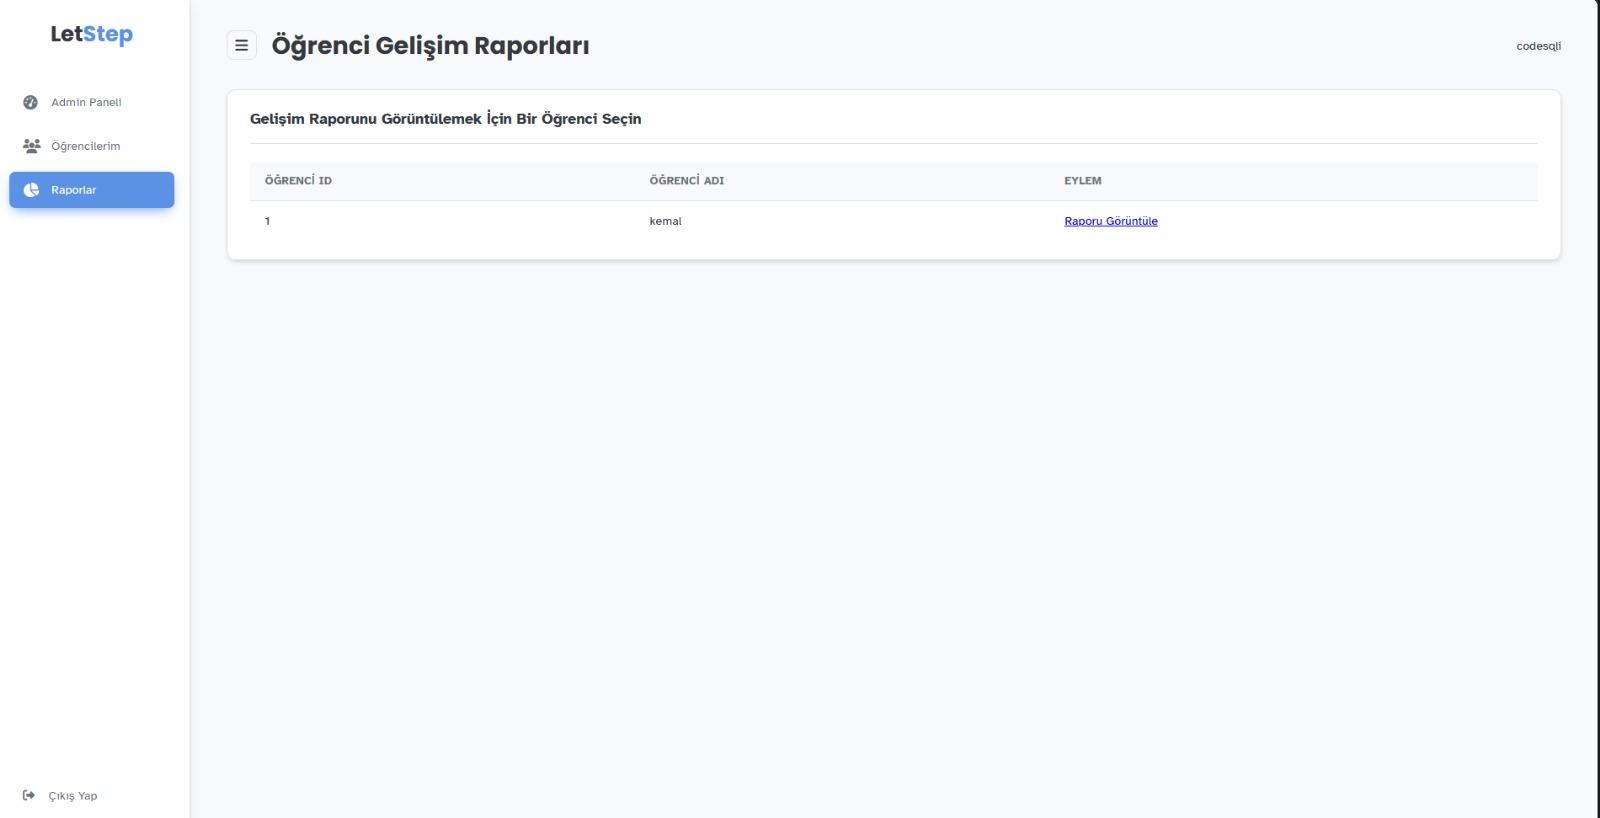 LetStep
Admin Paneli
Öğrencilerim
Raporlar
Çıkış Yap
Öğrenci Gelişim Raporları
codesqli
Gelişim Raporunu Görüntülemek İçin Bir Öğrenci Seçin
ÖĞRENCİ ID ÖĞRENCİ ADI EYLEM
1 kemal Raporu Görüntüle